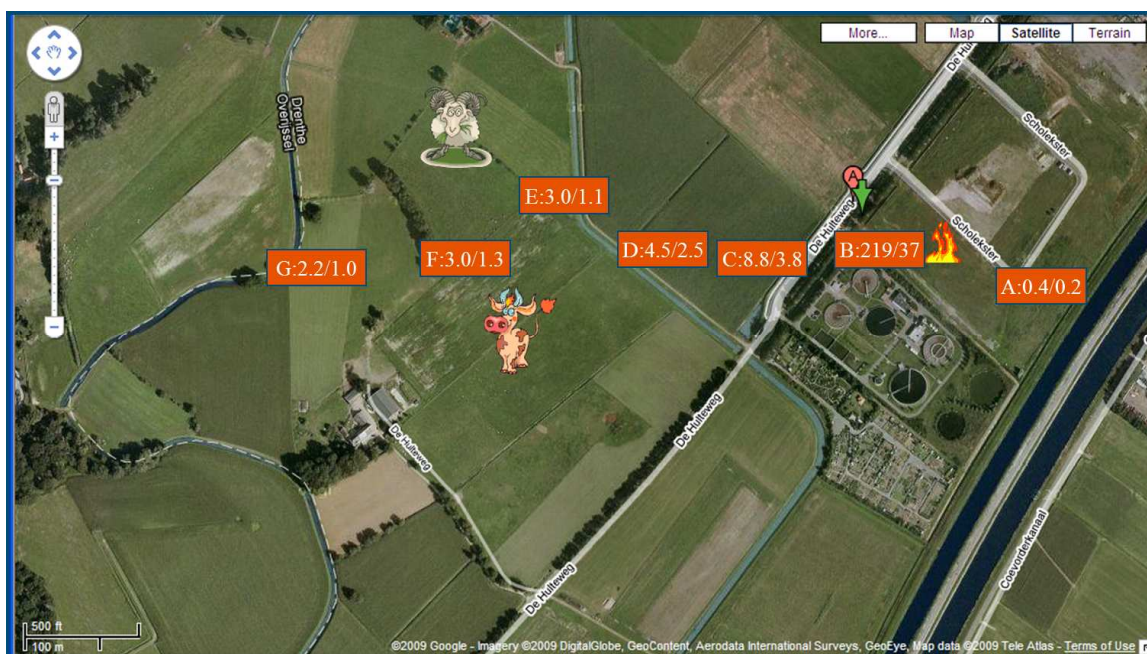 More...
Map
Satellite
Terrain
De Hulteweg
Scholekster
Drenthe
Overijssel
A
E:3.0/1.1
De Hulteweg
Scholekster
G:2.2/1.0
F:3.0/1.3
D:4.5/2.5
C:8.8/3.8
B:219/37
A:0.4/0.2
De Hulteweg
De Hulteweg
De Hulteweg
Coevorderkanaal
500 ft
100 m
©2009 Google - Imagery ©2009 DigitalGlobe, GeoContent, Aerodata International Surveys, GeoEye, Map data ©2009 Tele Atlas - Terms of Use